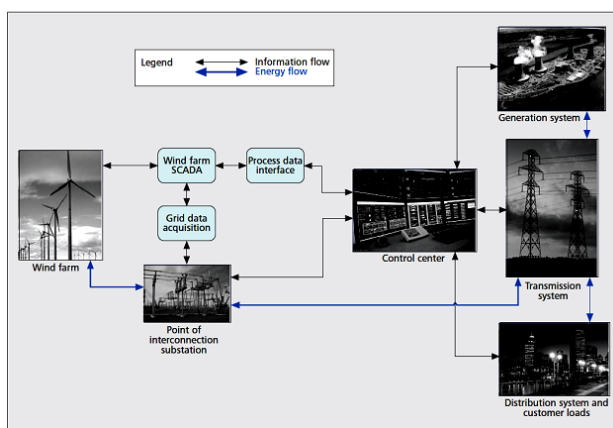 Legend
Information flow
Energy flow
Generation system
Wind farm
SCADA
Process data
interface
Grid data
acquisition
Wind farm
Control center
Transmission
system
Point of
interconnection
substation
Distribution system and
customer loads